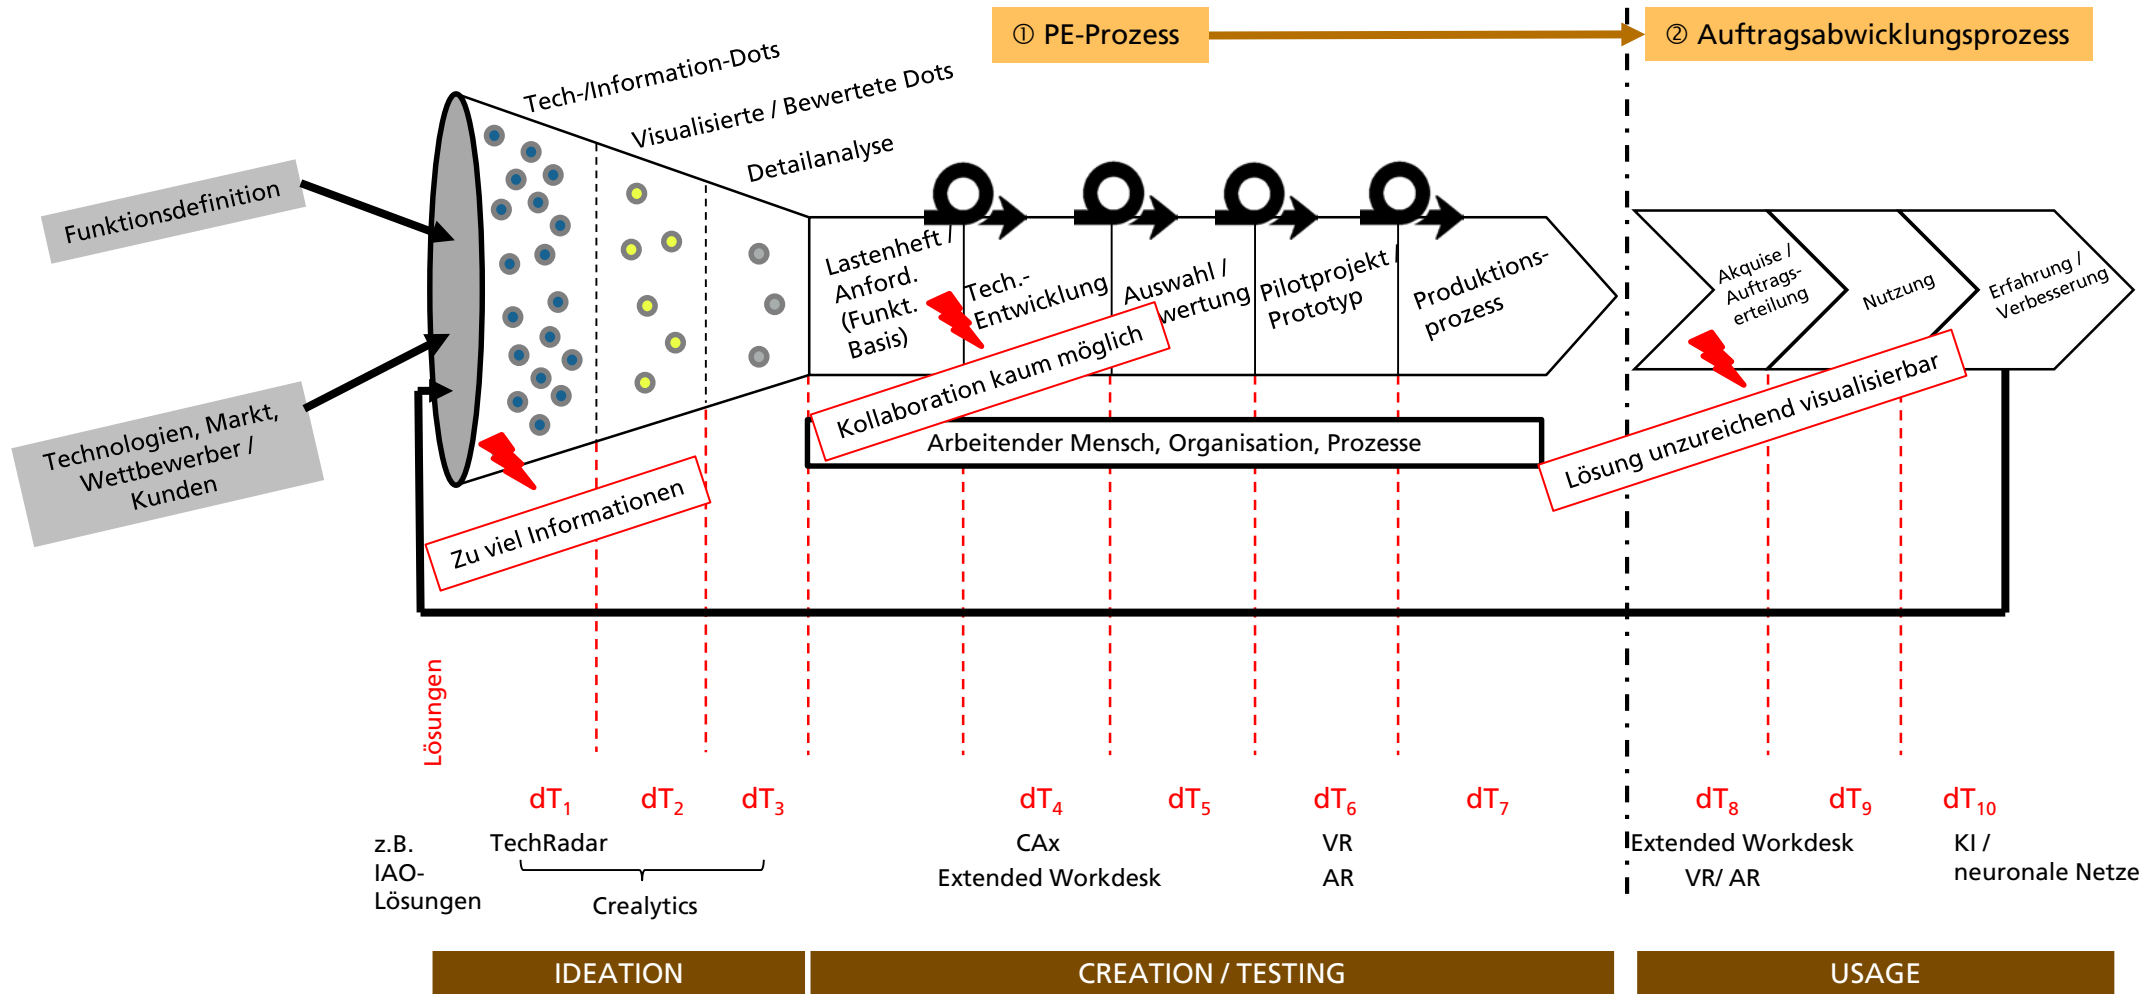 ① PE-Prozess
② Auftragsabwicklungsprozess
Tech-/Information-Dots
Visualisierte / Bewertete Dots
Detailanalyse
Funktionsdefinition
Technologien, Markt,
Wettbewerber /
Kunden
Lastenheft /
Anford.
(Funkt.
Basis)
Tech.-
Entwicklung
Auswahl /
wertung
Pilotprojekt /
Prototyp
Produktions-
prozess
Akquise /
Auftrags-
erteilung
Nutzung
Erfahrung /
Verbesserung
Zu viel Informationen
Kollaboration kaum möglich
Lösung unzureichend visualisierbar
Arbeitender Mensch, Organisation, Prozesse
Lösungen
dT1
dT2
dT3
dT4
dT5
dT6
dT7
dT8
dT9
dT10
z.B.
IAO-
Lösungen
TechRadar
Crealytics
CAx
Extended Workdesk
VR
AR
Extended Workdesk
VR/ AR
KI /
neuronale Netze
IDEATION
CREATION / TESTING
USAGE